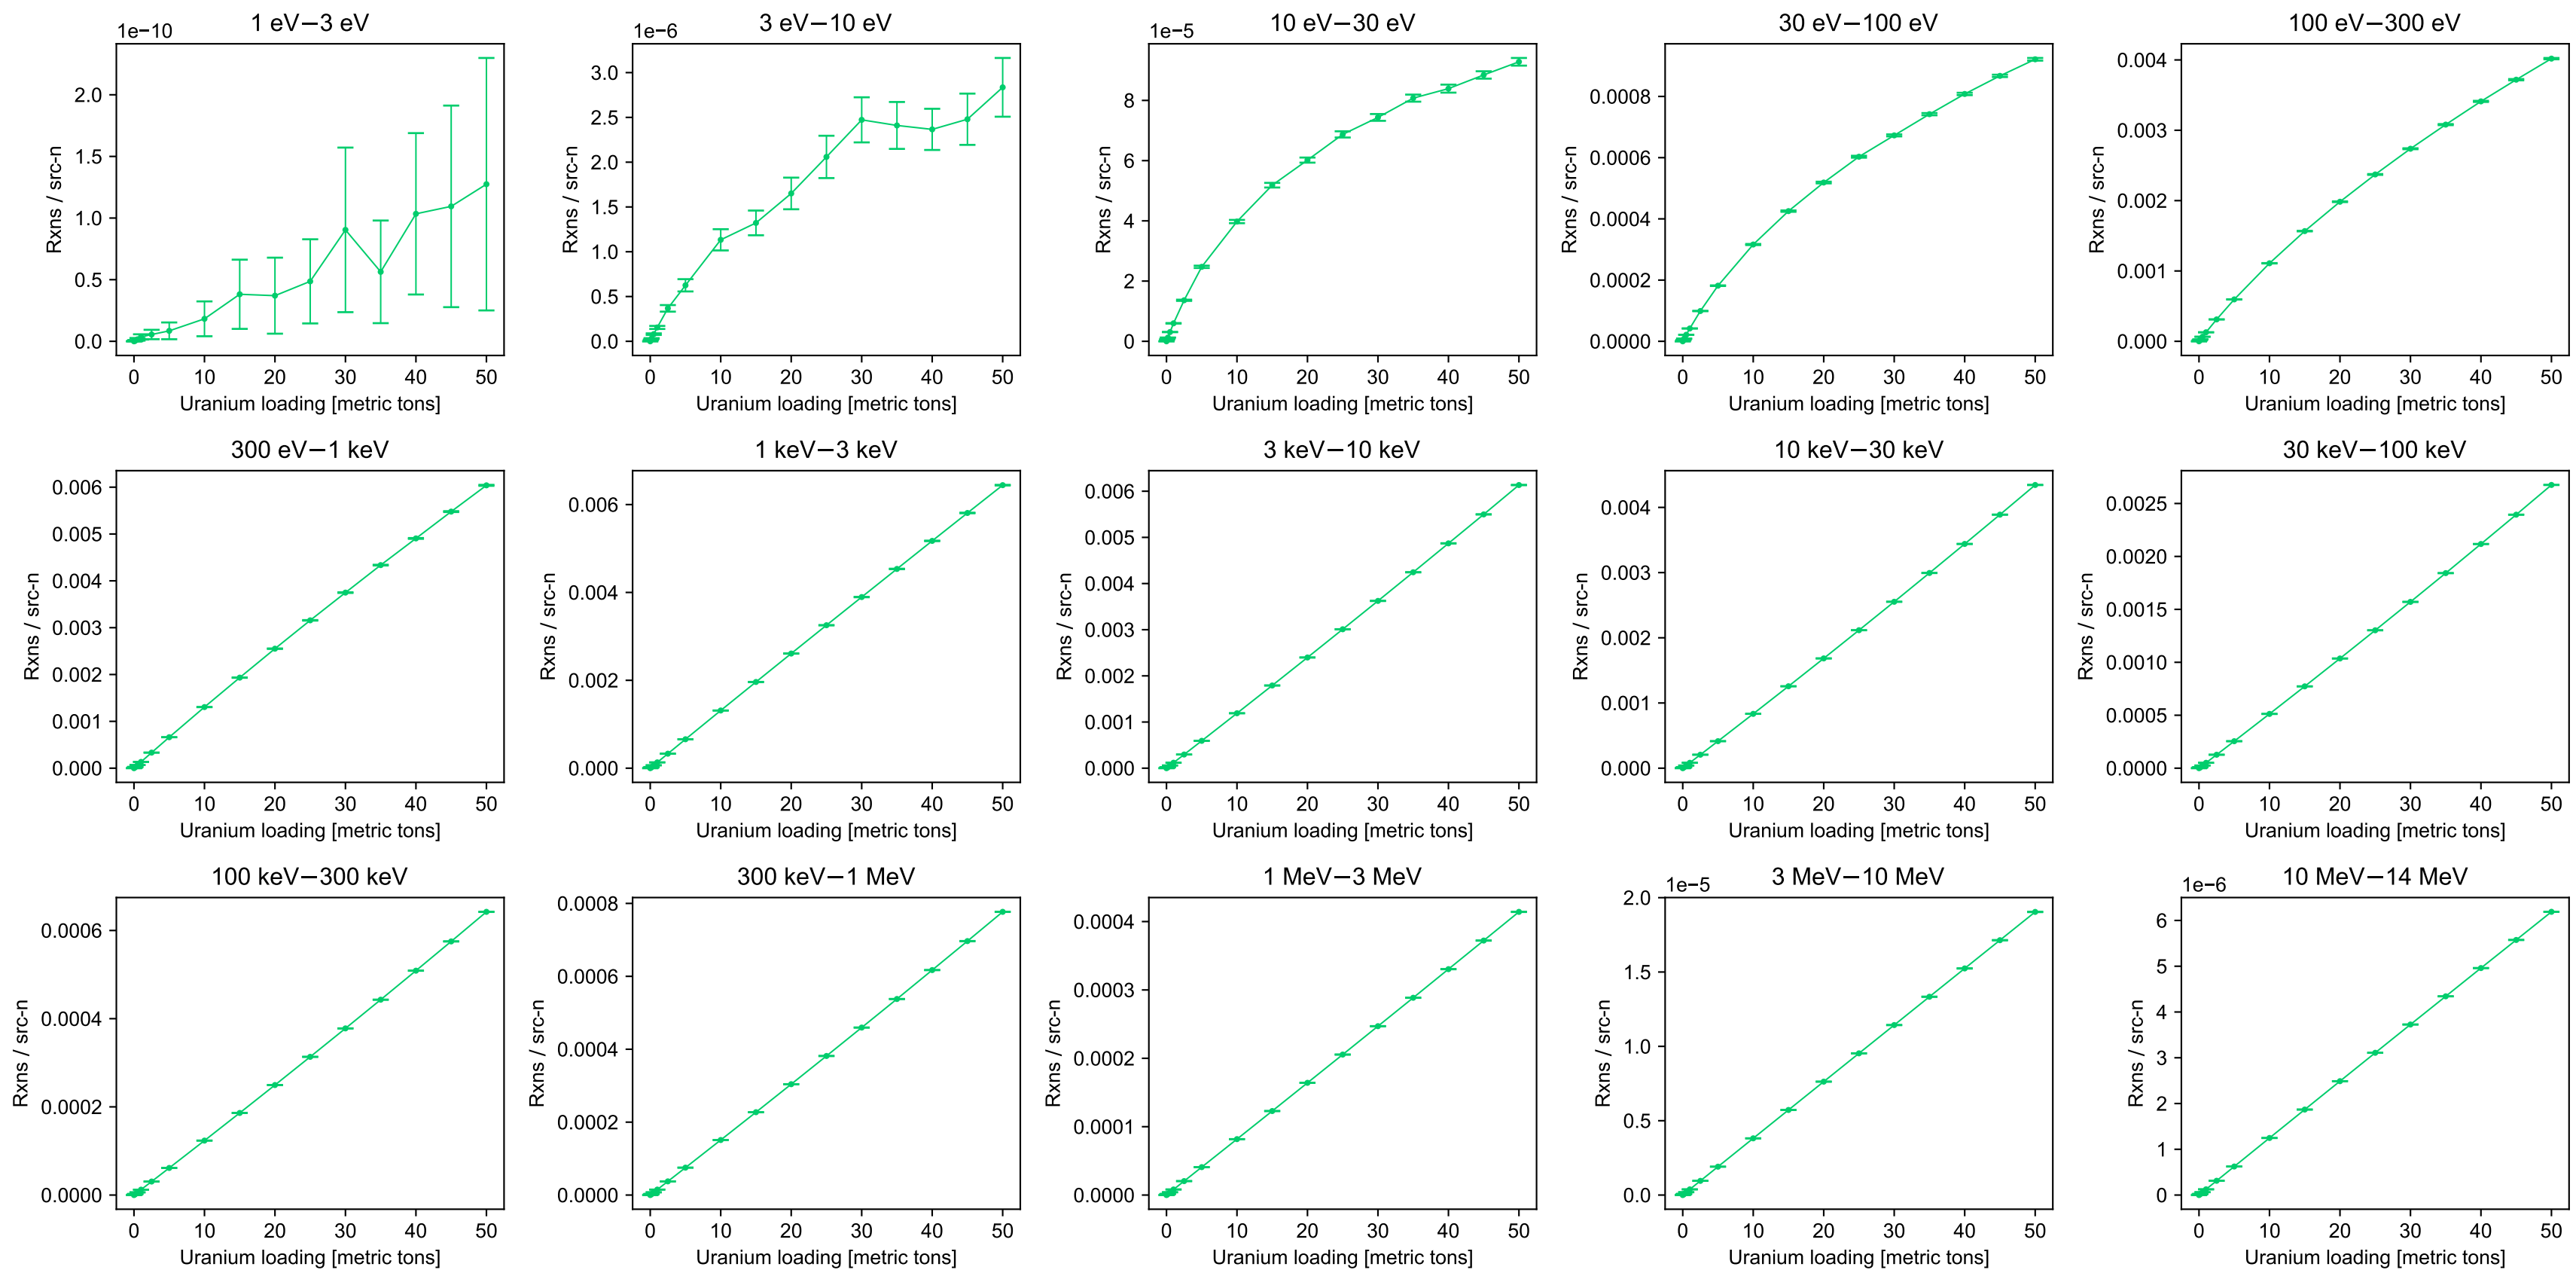 1 eV−3 eV
1e−10
Rxns / src-n
2.0
1.5
1.0
0.5
0.0
0 10 20 30 40 50
Uranium loading [metric tons]
3 eV−10 eV
1e−6
Rxns / src-n
3.0
2.5
2.0
1.5
1.0
0.5
0.0
0 10 20 30 40 50
Uranium loading [metric tons]
10 eV−30 eV
1e−5
Rxns / src-n
8
6
4
2
0
0 10 20 30 40 50
Uranium loading [metric tons]
30 eV−100 eV
Rxns / src-n
0.0008
0.0006
0.0004
0.0002
0.0000
0 10 20 30 40 50
Uranium loading [metric tons]
100 eV−300 eV
Rxns / src-n
0.004
0.003
0.002
0.001
0.000
0 10 20 30 40 50
Uranium loading [metric tons]
300 eV−1 keV
Rxns / src-n
0.006
0.005
0.004
0.003
0.002
0.001
0.000
0 10 20 30 40 50
Uranium loading [metric tons]
1 keV−3 keV
Rxns / src-n
0.006
0.004
0.002
0.000
0 10 20 30 40 50
Uranium loading [metric tons]
3 keV−10 keV
Rxns / src-n
0.006
0.005
0.004
0.003
0.002
0.001
0.000
0 10 20 30 40 50
Uranium loading [metric tons]
10 keV−30 keV
Rxns / src-n
0.004
0.003
0.002
0.001
0.000
0 10 20 30 40 50
Uranium loading [metric tons]
30 keV−100 keV
Rxns / src-n
0.0025
0.0020
0.0015
0.0010
0.0005
0.0000
0 10 20 30 40 50
Uranium loading [metric tons]
100 keV−300 keV
Rxns / src-n
0.0006
0.0004
0.0002
0.0000
0 10 20 30 40 50
Uranium loading [metric tons]
300 keV−1 MeV
Rxns / src-n
0.0008
0.0006
0.0004
0.0002
0.0000
0 10 20 30 40 50
Uranium loading [metric tons]
1 MeV−3 MeV
Rxns / src-n
0.0004
0.0003
0.0002
0.0001
0.0000
0 10 20 30 40 50
Uranium loading [metric tons]
3 MeV−10 MeV
1e−5
Rxns / src-n
2.0
1.5
1.0
0.5
0.0
0 10 20 30 40 50
Uranium loading [metric tons]
10 MeV−14 MeV
1e−6
Rxns / src-n
6
5
4
3
2
1
0
0 10 20 30 40 50
Uranium loading [metric tons]